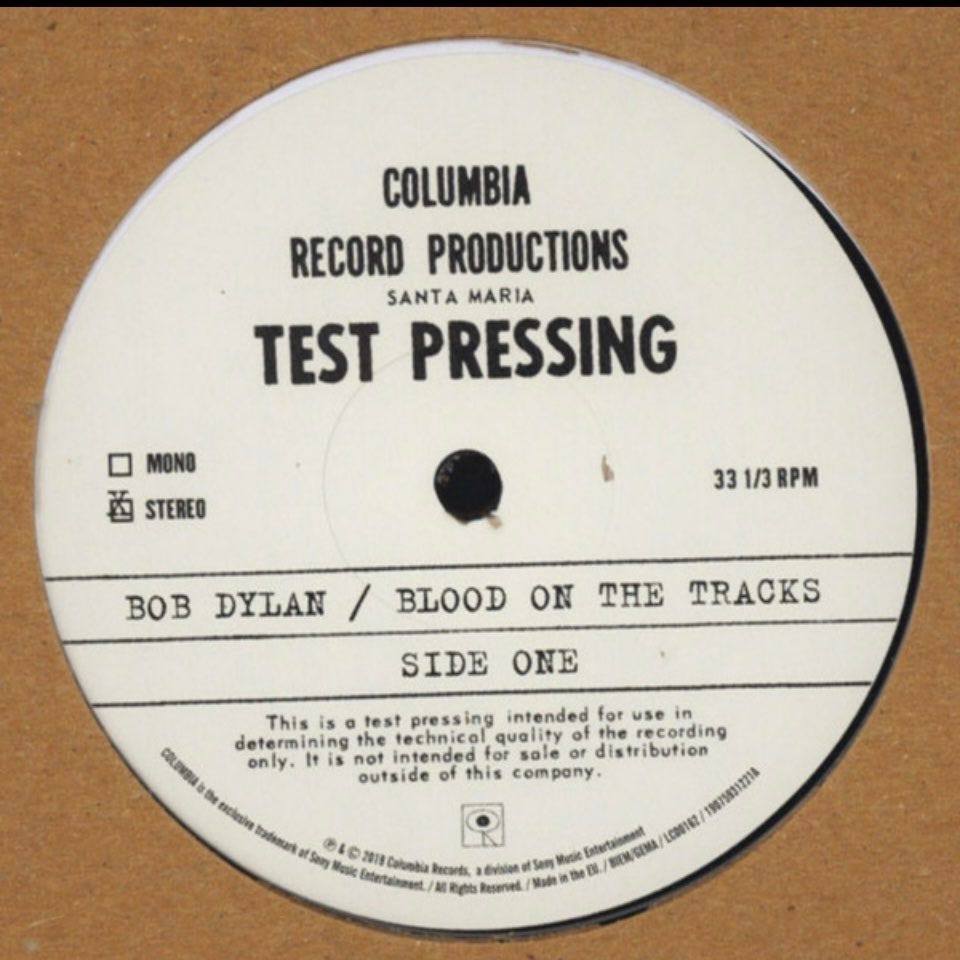 COLUMBIA
RECORD PRODUCTIONS
SANTA MARIA
TEST PRESSING
MONO
X STEREO
33 1/3 RPM
BOB DYLAN / BLOOD ON THE TRACKS
SIDE ONE
This is a test pressing intended for use in
determining the technical quality of the recording
only. It is not intended for sale or distribution
outside of this company.
COLUMBIA is the exclusive trademark of Sony Music Entertainment. / All Rights Reserved. / Made in the EU. / BIEM/GEMA / LC00162 / 19075831221A
℗ & © 2019 Columbia Records, a division of Sony Music Entertainment